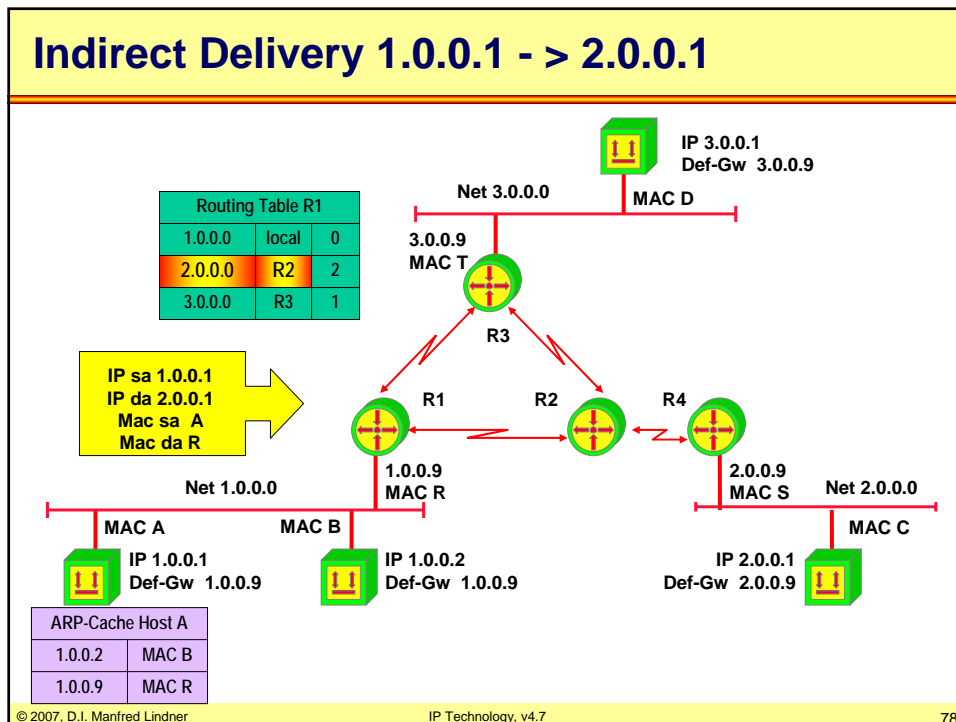 Indirect Delivery 1.0.0.1 - > 2.0.0.1
IP 3.0.0.1
Def-Gw 3.0.0.9
MAC D
Net 3.0.0.0
Routing Table R1
1.0.0.0 local 0
2.0.0.0 R2 2
3.0.0.0 R3 1
3.0.0.9
MAC T
R3
IP sa 1.0.0.1
IP da 2.0.0.1
Mac sa A
Mac da R
R1
R2
R4
1.0.0.9
MAC R
2.0.0.9
MAC S
Net 1.0.0.0
Net 2.0.0.0
MAC A
MAC B
MAC C
IP 1.0.0.1
Def-Gw 1.0.0.9
IP 1.0.0.2
Def-Gw 1.0.0.9
IP 2.0.0.1
Def-Gw 2.0.0.9
ARP-Cache Host A
1.0.0.2 MAC B
1.0.0.9 MAC R
© 2007, D.I. Manfred Lindner
IP Technology, v4.7
78